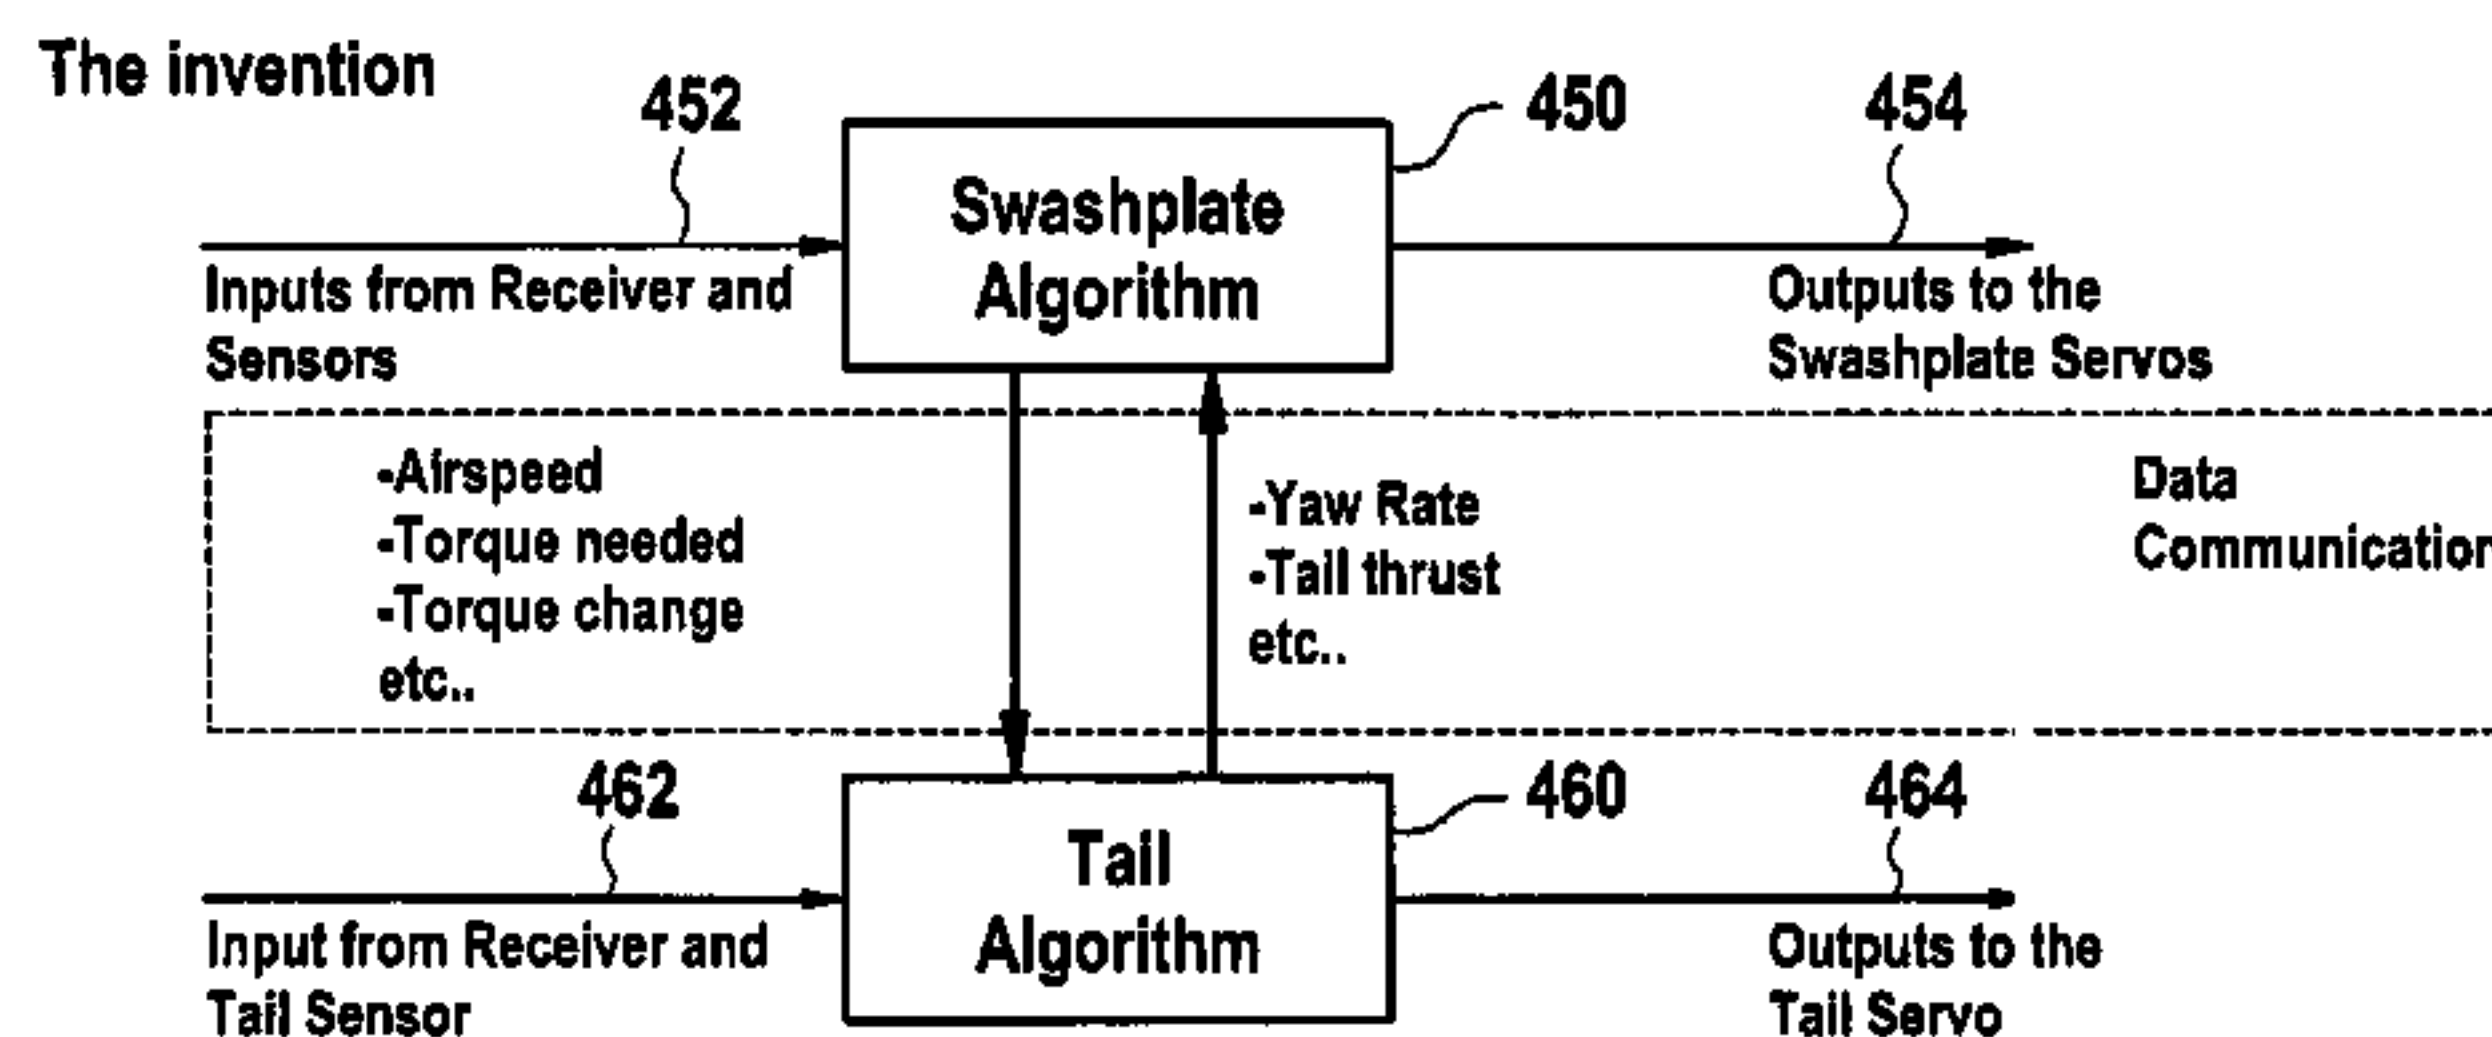 The invention
452
450
454
Swashplate
Algorithm
Inputs from Receiver and
Sensors
Outputs to the
Swashplate Servos
-Airspeed
-Torque needed
-Torque change
etc..
-Yaw Rate
-Tail thrust
etc..
Data
Communication
462
460
464
Tail
Algorithm
Input from Receiver and
Tail Sensor
Outputs to the
Tail Servo